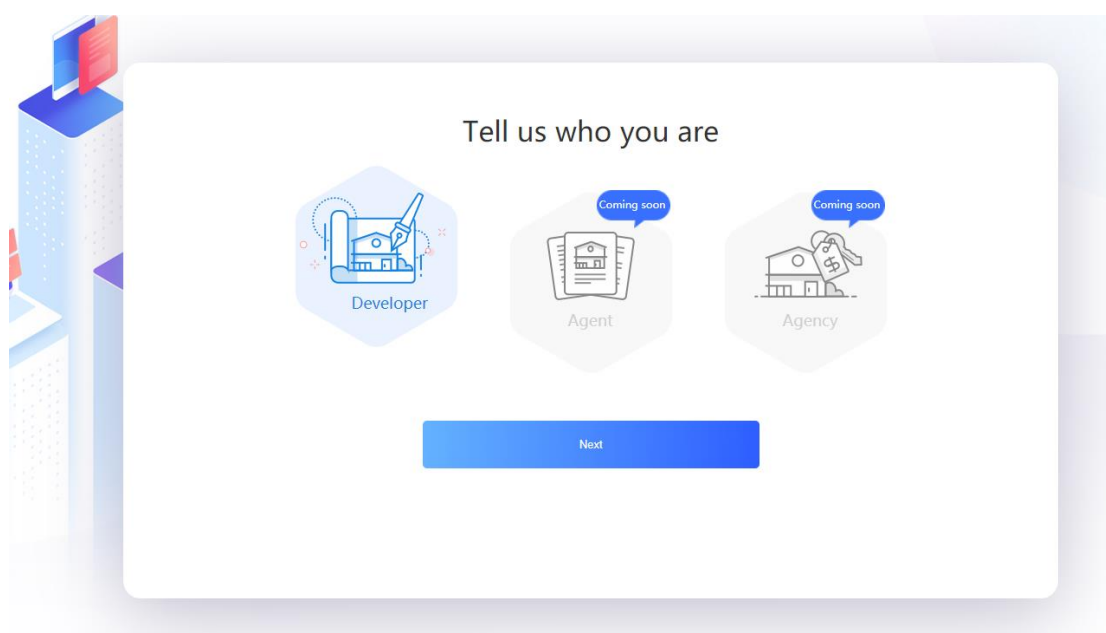 Tell us who you are
Coming soon
Coming soon
Developer
Agent
Agency
Next